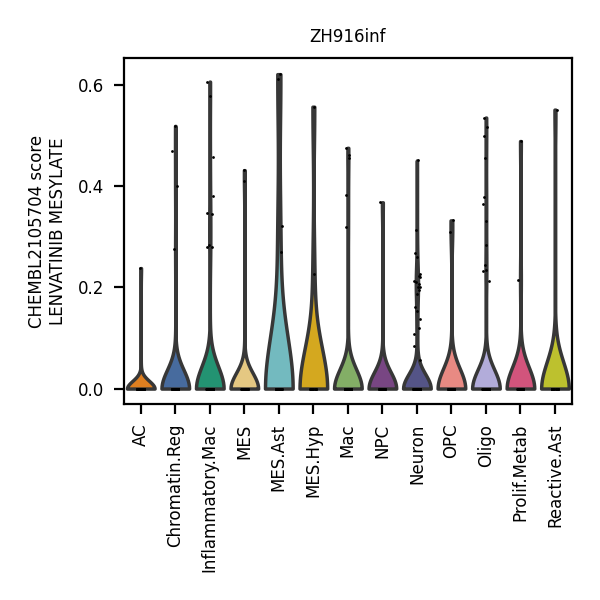 ZH916inf
CHEMBL2105704 score
LENVATINIB MESYLATE
0.6
0.4
0.2
0.0
AC
Chromatin.Reg
Inflammatory.Mac
MES
MES.Ast
MES.Hyp
Mac
NPC
Neuron
OPC
Oligo
Prolif.Metab
Reactive.Ast